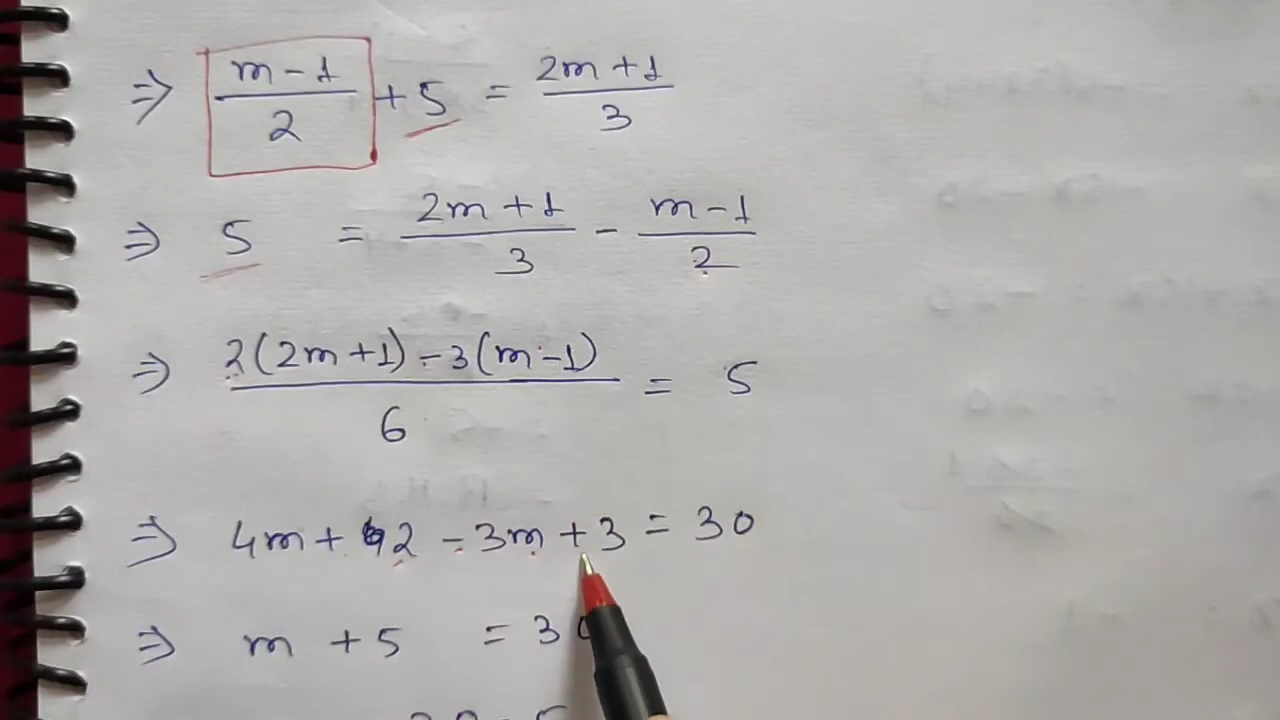 ⇒ (m-1)/2 + 5 = (2m+1)/3
⇒ 5 = (2m+1)/3 - (m-1)/2
⇒ (2(2m+1) -3(m-1))/6 = 5
⇒ 4m + 2 - 3m + 3 = 30
⇒ m + 5 = 30